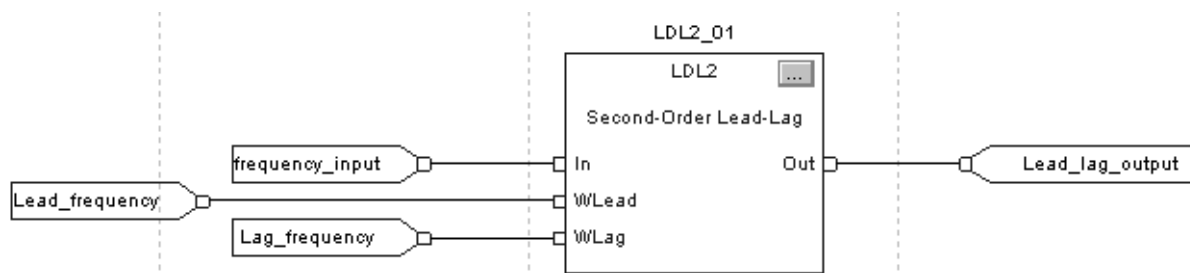 LDL2_01
LDL2
...
Second-Order Lead-Lag
frequency_input
In
Out
Lead_lag_output
Lead_frequency
WLead
Lag_frequency
WLag